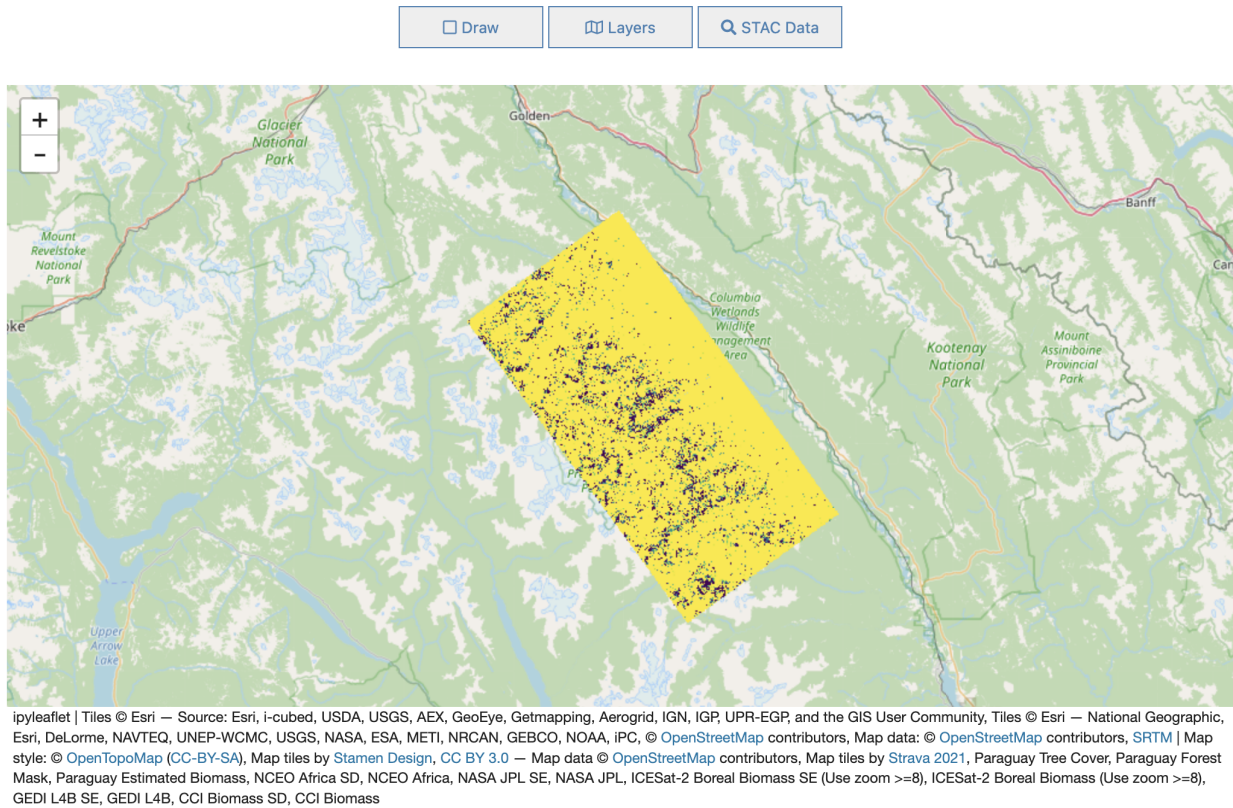 Draw
Layers
STAC Data
+
-
Golden
Glacier
National
Park
Banff
Mount
Revelstoke
National
Park
Can
oke
Columbia
Wetlands
Wildlife
anagement
Area
Mount
Assiniboine
Provincial
Park
Kootenay
National
Park
Upper
Arrow
Lake
ipyleaflet | Tiles © Esri — Source: Esri, i-cubed, USDA, USGS, AEX, GeoEye, Getmapping, Aerogrid, IGN, IGP, UPR-EGP, and the GIS User Community, Tiles © Esri — National Geographic,
Esri, DeLorme, NAVTEQ, UNEP-WCMC, USGS, NASA, ESA, METI, NRCAN, GEBCO, NOAA, iPC, © OpenStreetMap contributors, Map data: © OpenStreetMap contributors, SRTM | Map
style: © OpenTopoMap (CC-BY-SA), Map tiles by Stamen Design, CC BY 3.0 — Map data © OpenStreetMap contributors, Map tiles by Strava 2021, Paraguay Tree Cover, Paraguay Forest
Mask, Paraguay Estimated Biomass, NCEO Africa SD, NCEO Africa, NASA JPL SE, NASA JPL, ICESat-2 Boreal Biomass SE (Use zoom >=8), ICESat-2 Boreal Biomass (Use zoom >=8),
GEDI L4B SE, GEDI L4B, CCI Biomass SD, CCI Biomass